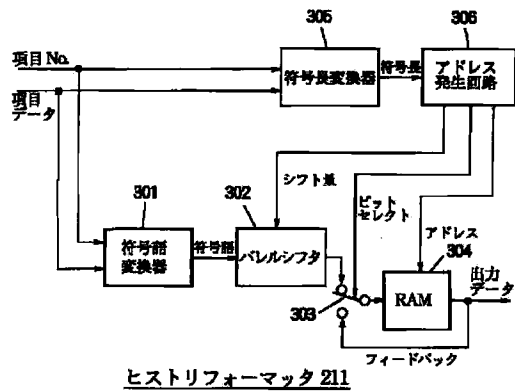 305
306
項目 No.
項目
データ
符号長変換器
符号長
アドレス
発生回路
シフト量
ビット
セレクト
301
302
符号語
変換器
符号語
バレルシフタ
アドレス
304
303
RAM
出力
データ
フィードバック
ヒストリフォーマッタ 211